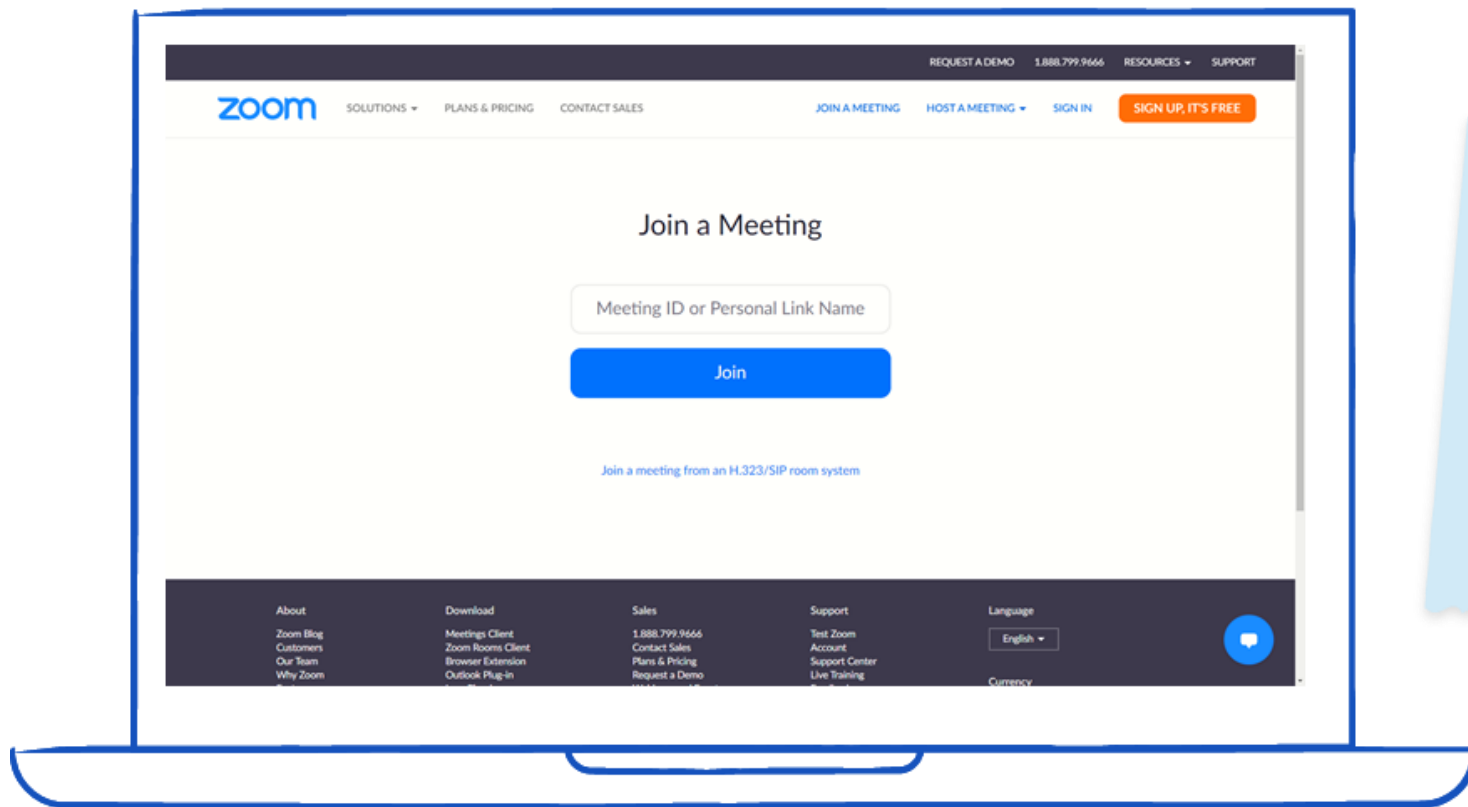 REQUEST A DEMO 1.888.799.9666 RESOURCES SUPPORT
zoom SOLUTIONS PLANS & PRICING CONTACT SALES JOIN A MEETING HOST A MEETING SIGN IN SIGN UP, IT'S FREE
Join a Meeting
Meeting ID or Personal Link Name
Join
Join a meeting from an H.323/SIP room system
About Download Sales Support Language
Zoom Blog Meetings Client 1.888.799.9666 Test Zoom English
Customers Zoom Rooms Client Contact Sales Account
Our Team Browser Extension Plans & Pricing Support Center
Why Zoom Outlook Plug-in Request a Demo Live Training
Currency